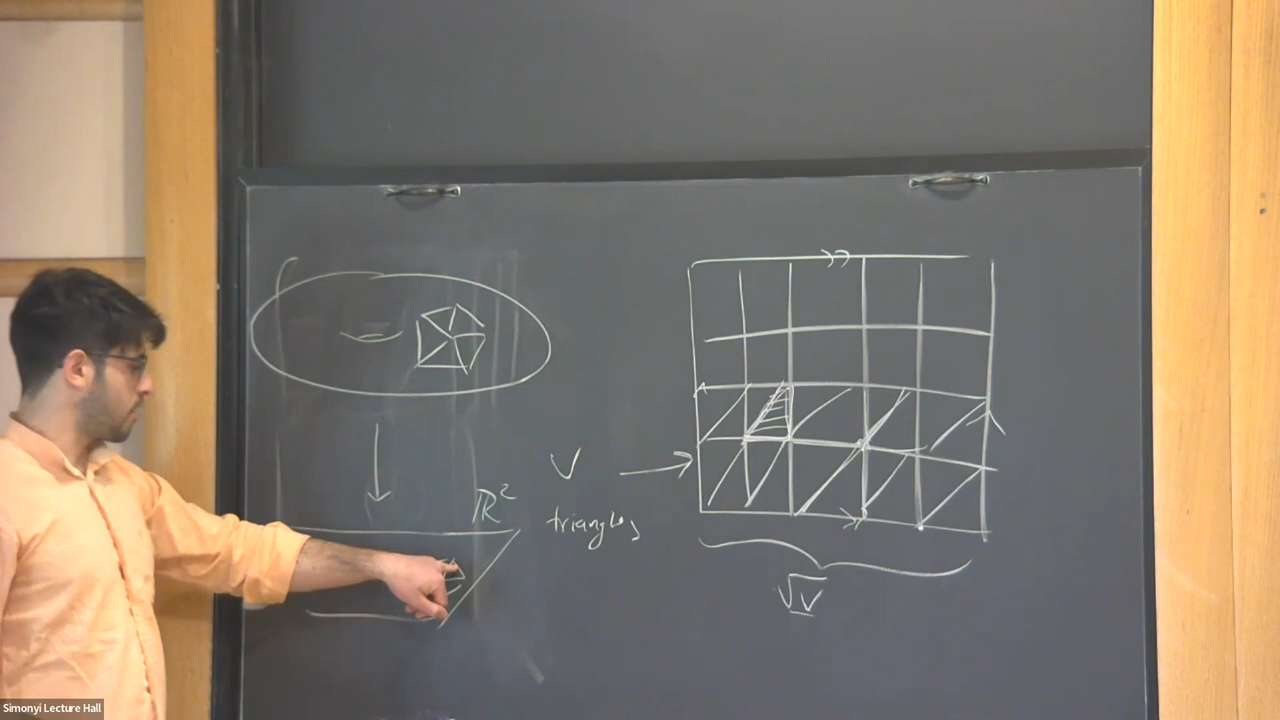 ℝ²
V
triangles
√V
Simonyi Lecture Hall